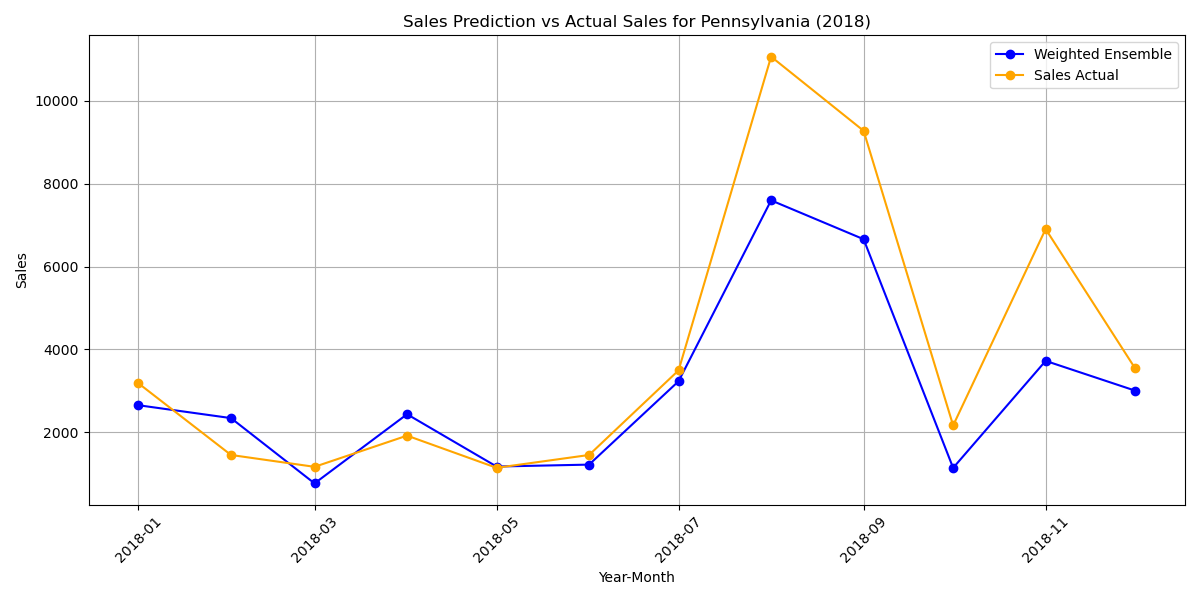 Sales Prediction vs Actual Sales for Pennsylvania (2018)
Weighted Ensemble
Sales Actual
10000
8000
6000
4000
2000
Sales
2018-01
2018-03
2018-05
2018-07
2018-09
2018-11
Year-Month